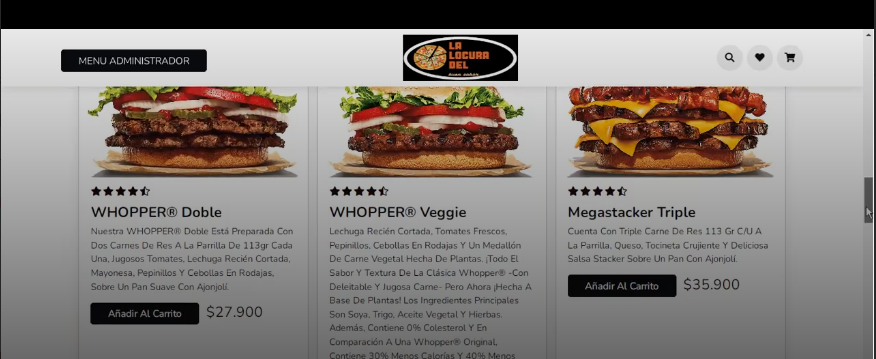 MENU ADMINISTRADOR
LA
LOCURA
DEL
WHOPPER® Doble
Nuestra WHOPPER® Doble Está Preparada Con
Dos Carnes De Res A La Parrilla De 113gr Cada
Una, Jugosos Tomates, Lechuga Recién Cortada,
Mayonesa, Pepinillos Y Cebollas En Rodajas,
Sobre Un Pan Suave Con Ajonjolí.
Añadir Al Carrito $27.900
WHOPPER® Veggie
Lechuga Recién Cortada, Tomates Frescos,
Pepinillos, Cebollas En Rodajas Y Un Medallón
De Carne Vegetal Hecha De Plantas. ¡Todo El
Sabor Y Textura De La Clásica Whopper® -Con
Deleitable Y Jugosa Carne- Pero Ahora ¡Hecha A
Base De Plantas! Los Ingredientes Principales
Son Soya, Trigo, Aceite Vegetal Y Hierbas.
Además, Contiene 0% Colesterol Y En
Comparación A Una Whopper® Original,
Contiene 30% Menos Calorías Y 40% Menos
Megastacker Triple
Cuenta Con Triple Carne De Res 113 Gr C/U A
La Parrilla, Queso, Tocineta Crujiente Y Deliciosa
Salsa Stacker Sobre Un Pan Con Ajonjolí.
Añadir Al Carrito $35.900